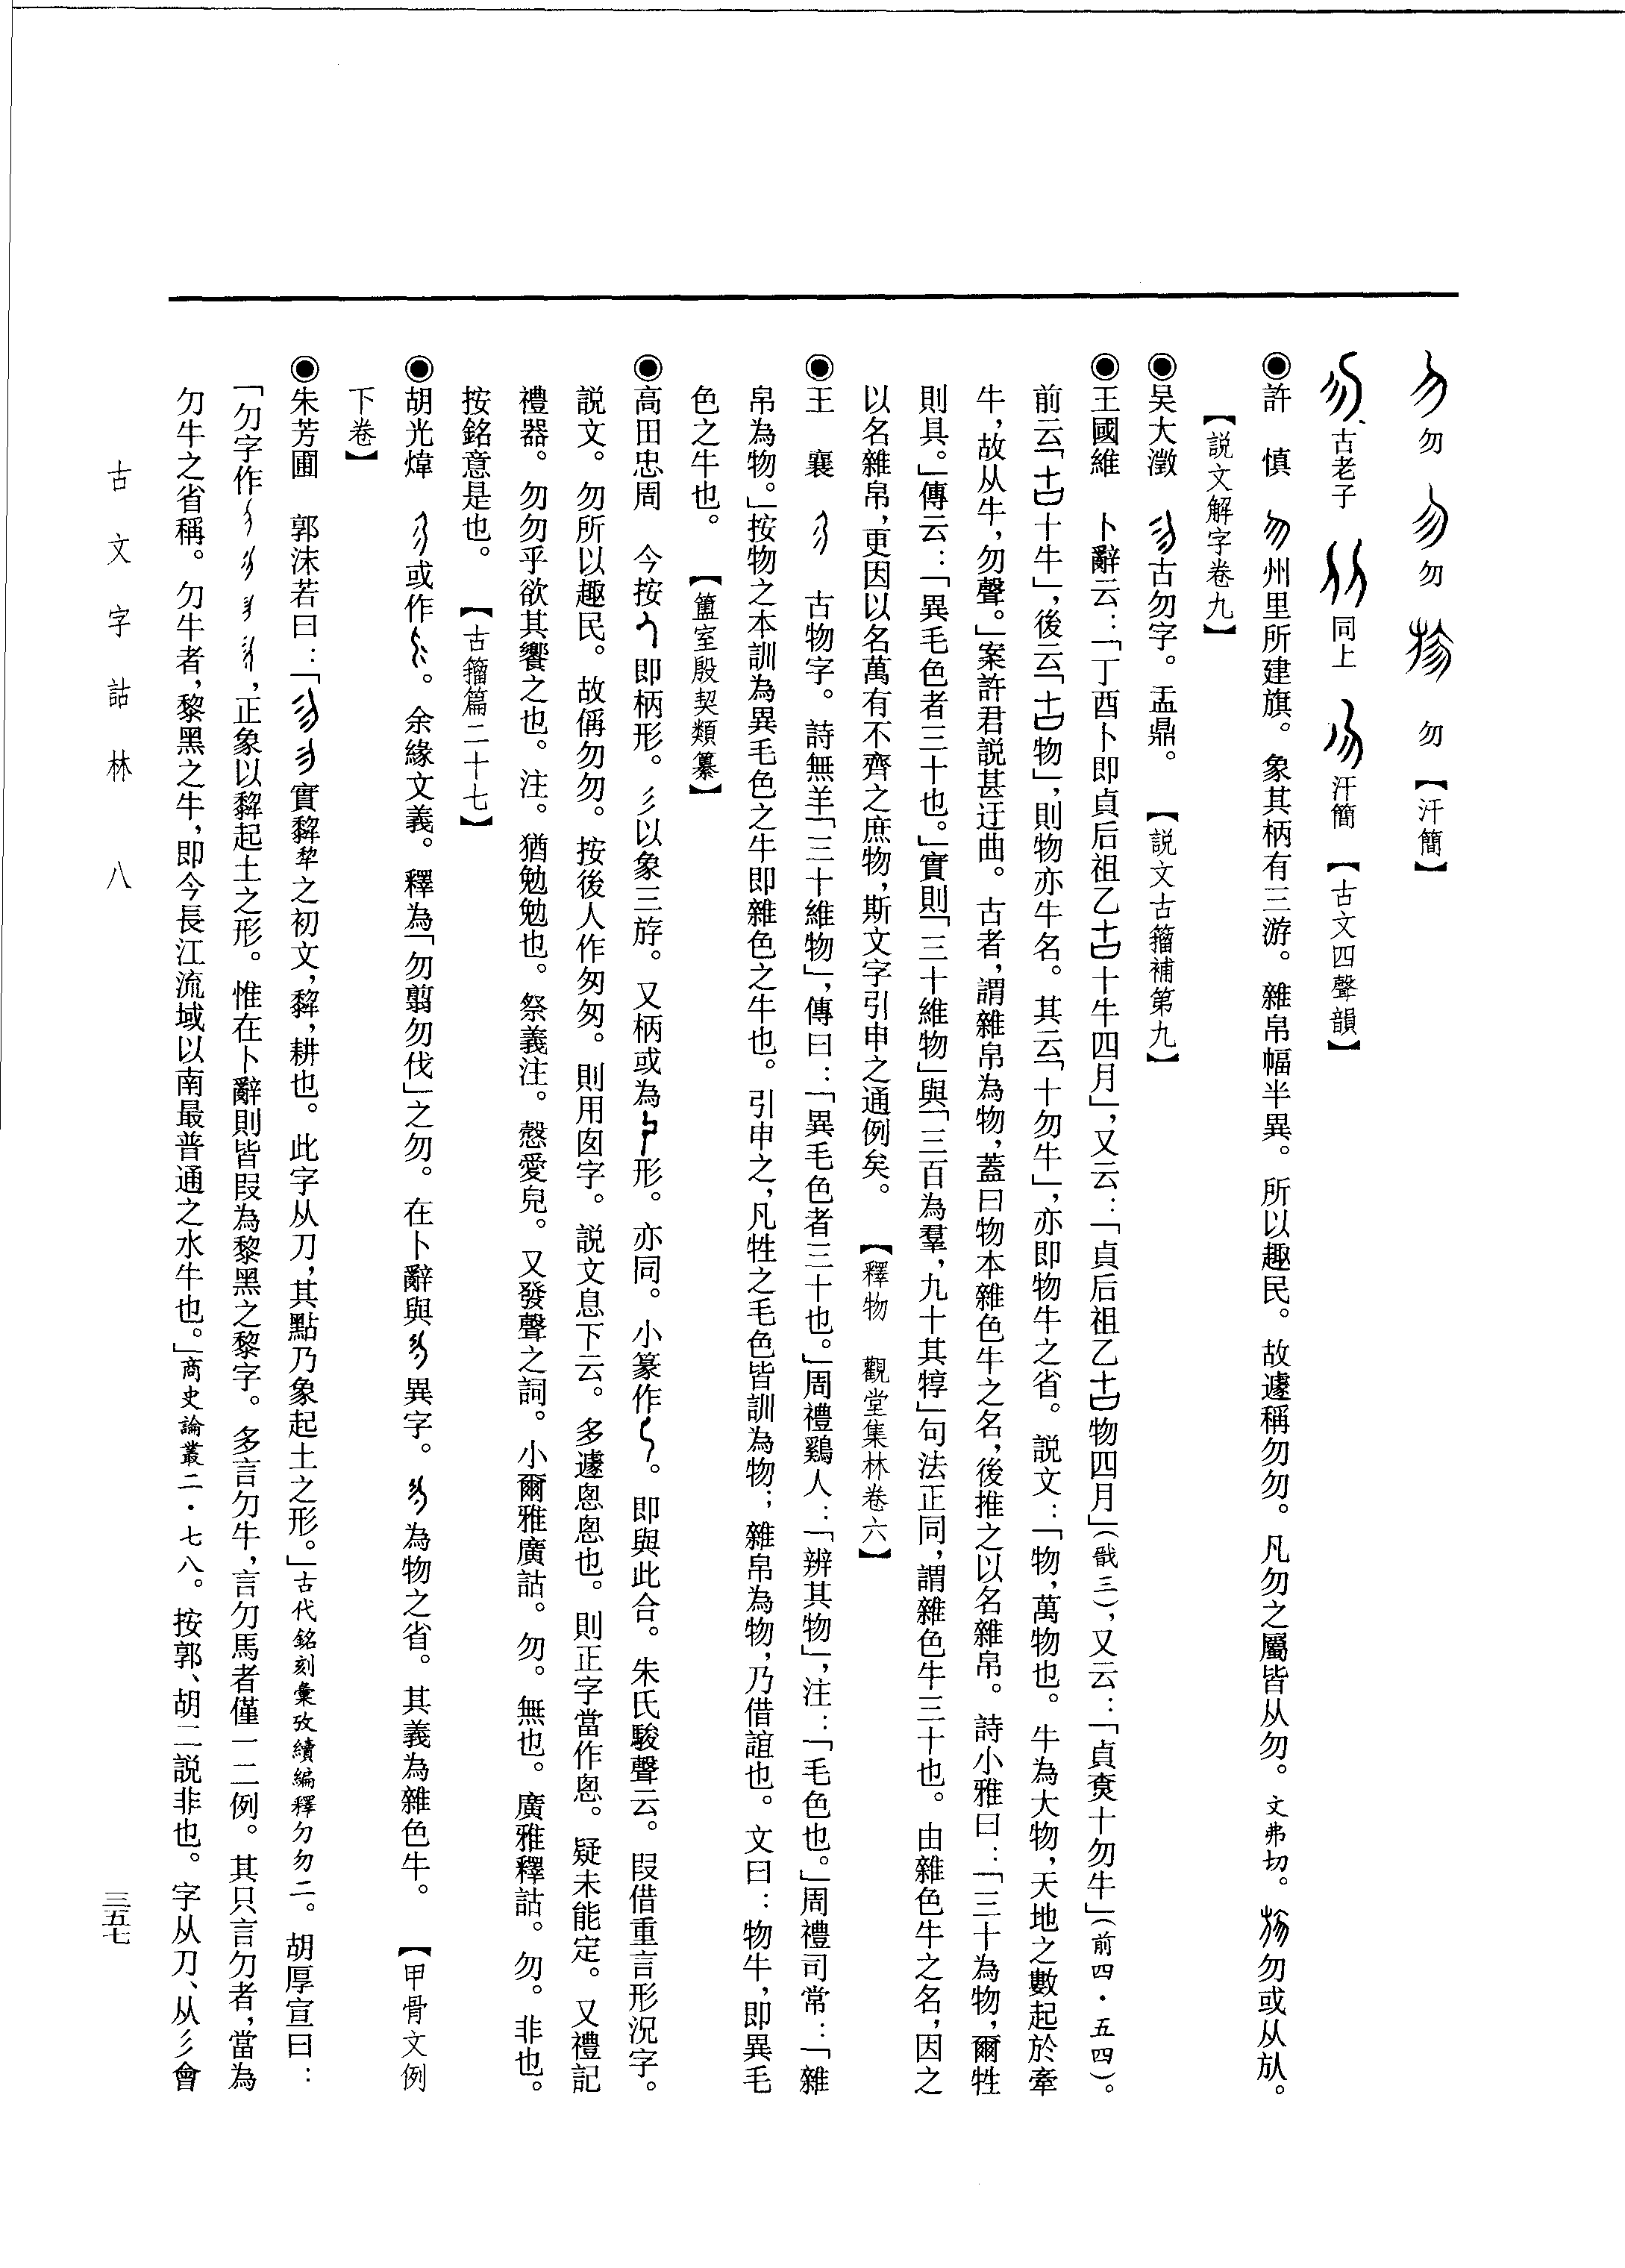 勿 勿 勿 【汗簡】
古老子 同上 汗簡 【古文四聲韻】
◉許 慎 勿州里所建旗。象其柄有三游。雜帛幅半異。所以趣民。故遽稱勿勿。凡勿之屬皆从勿。文弗切。勿或从㫃。
【説文解字卷九】
◉吴大澂 古勿字。盂鼎。 【説文古籀補第九】
◉王國維 卜辭云：「丁酉卜即貞后祖乙十牛四月」，又云：「貞后祖乙物四月」（戩三），又云：「貞十勿牛」（前四・五四）。
前云「十牛」，後云「物」，則物亦牛名。其云「十勿牛」，亦即物牛之省。説文：「物，萬物也。牛為大物，天地之數起於牽
牛，故从牛，勿聲。」案許君説甚迂曲。古者，謂雜帛為物，蓋曰物本雜色牛之名，後推之以名雜帛。詩小雅曰：「三十為物，爾牲
則具。」傳云：「異毛色者三十也。」實則「三十維物」與「三百為羣，九十其犉」句法正同，謂雜色牛三十也。由雜色牛之名，因之
以名雜帛，更因以名萬有不齊之庶物，斯文字引申之通例矣。 【釋物 觀堂集林卷六】
◉王 襄 古物字。詩無羊「三十維物」，傳曰：「異毛色者三十也。」周禮鷄人：「辨其物」，注：「毛色也。」周禮司常：「雜
帛為物。」按物之本訓為異毛色之牛即雜色之牛也。引申之，凡牲之毛色皆訓為物；雜帛為物，乃借誼也。文曰：物牛，即異毛
色之牛也。 【簠室殷契類纂】
◉高田忠周 今按即柄形。彡以象三斿。又柄或為形。亦同。小篆作。即與此合。朱氏駿聲云。叚借重言形況字。
説文。勿所以趣民。故偁勿勿。按後人作匆匆。則用囱字。説文息下云。多遽悤悤也。則正字當作悤。疑未能定。又禮記
禮器。勿勿乎欲其饗之也。注。猶勉勉也。祭義注。慤愛皃。又發聲之詞。小爾雅廣詁。勿。無也。廣雅釋詁。勿。非也。
按銘意是也。 【古籀篇二十七】
◉胡光煒 或作。余緣文義。釋為「勿翦勿伐」之勿。在卜辭與異字。為物之省。其義為雜色牛。 【甲骨文例
下卷】
◉朱芳圃 郭沫若曰：「實犂之初文，耕也。此字从刀，其點乃象起土之形。」古代銘刻彙攷續編釋勿勿二。胡厚宣曰：
「勿字作，正象以犂起土之形。惟在卜辭則皆叚為黎黑之黎字。多言勿牛，言勿馬者僅一二例。其只言勿者，當為
勿牛之省稱。勿牛者，黎黑之牛，即今長江流域以南最普通之水牛也。」商史論叢二・七八。按郭、胡二説非也。字从刀、从彡會
古文字詁林 八
三五七